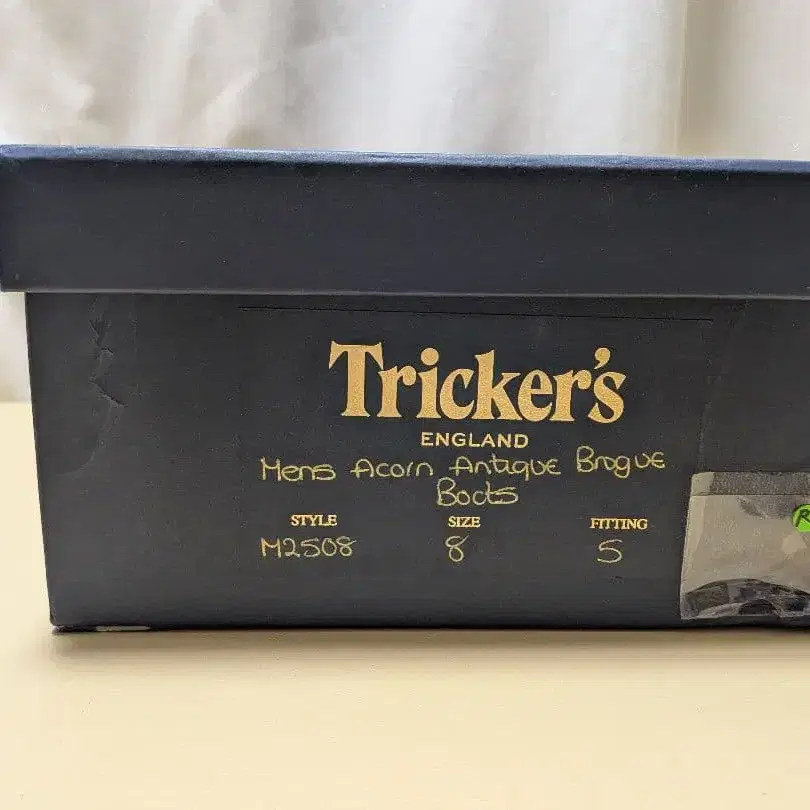 Tricker's
ENGLAND
Mens Acorn Antique Brogue
Boots
STYLE SIZE FITTING
M2508 8 5
R